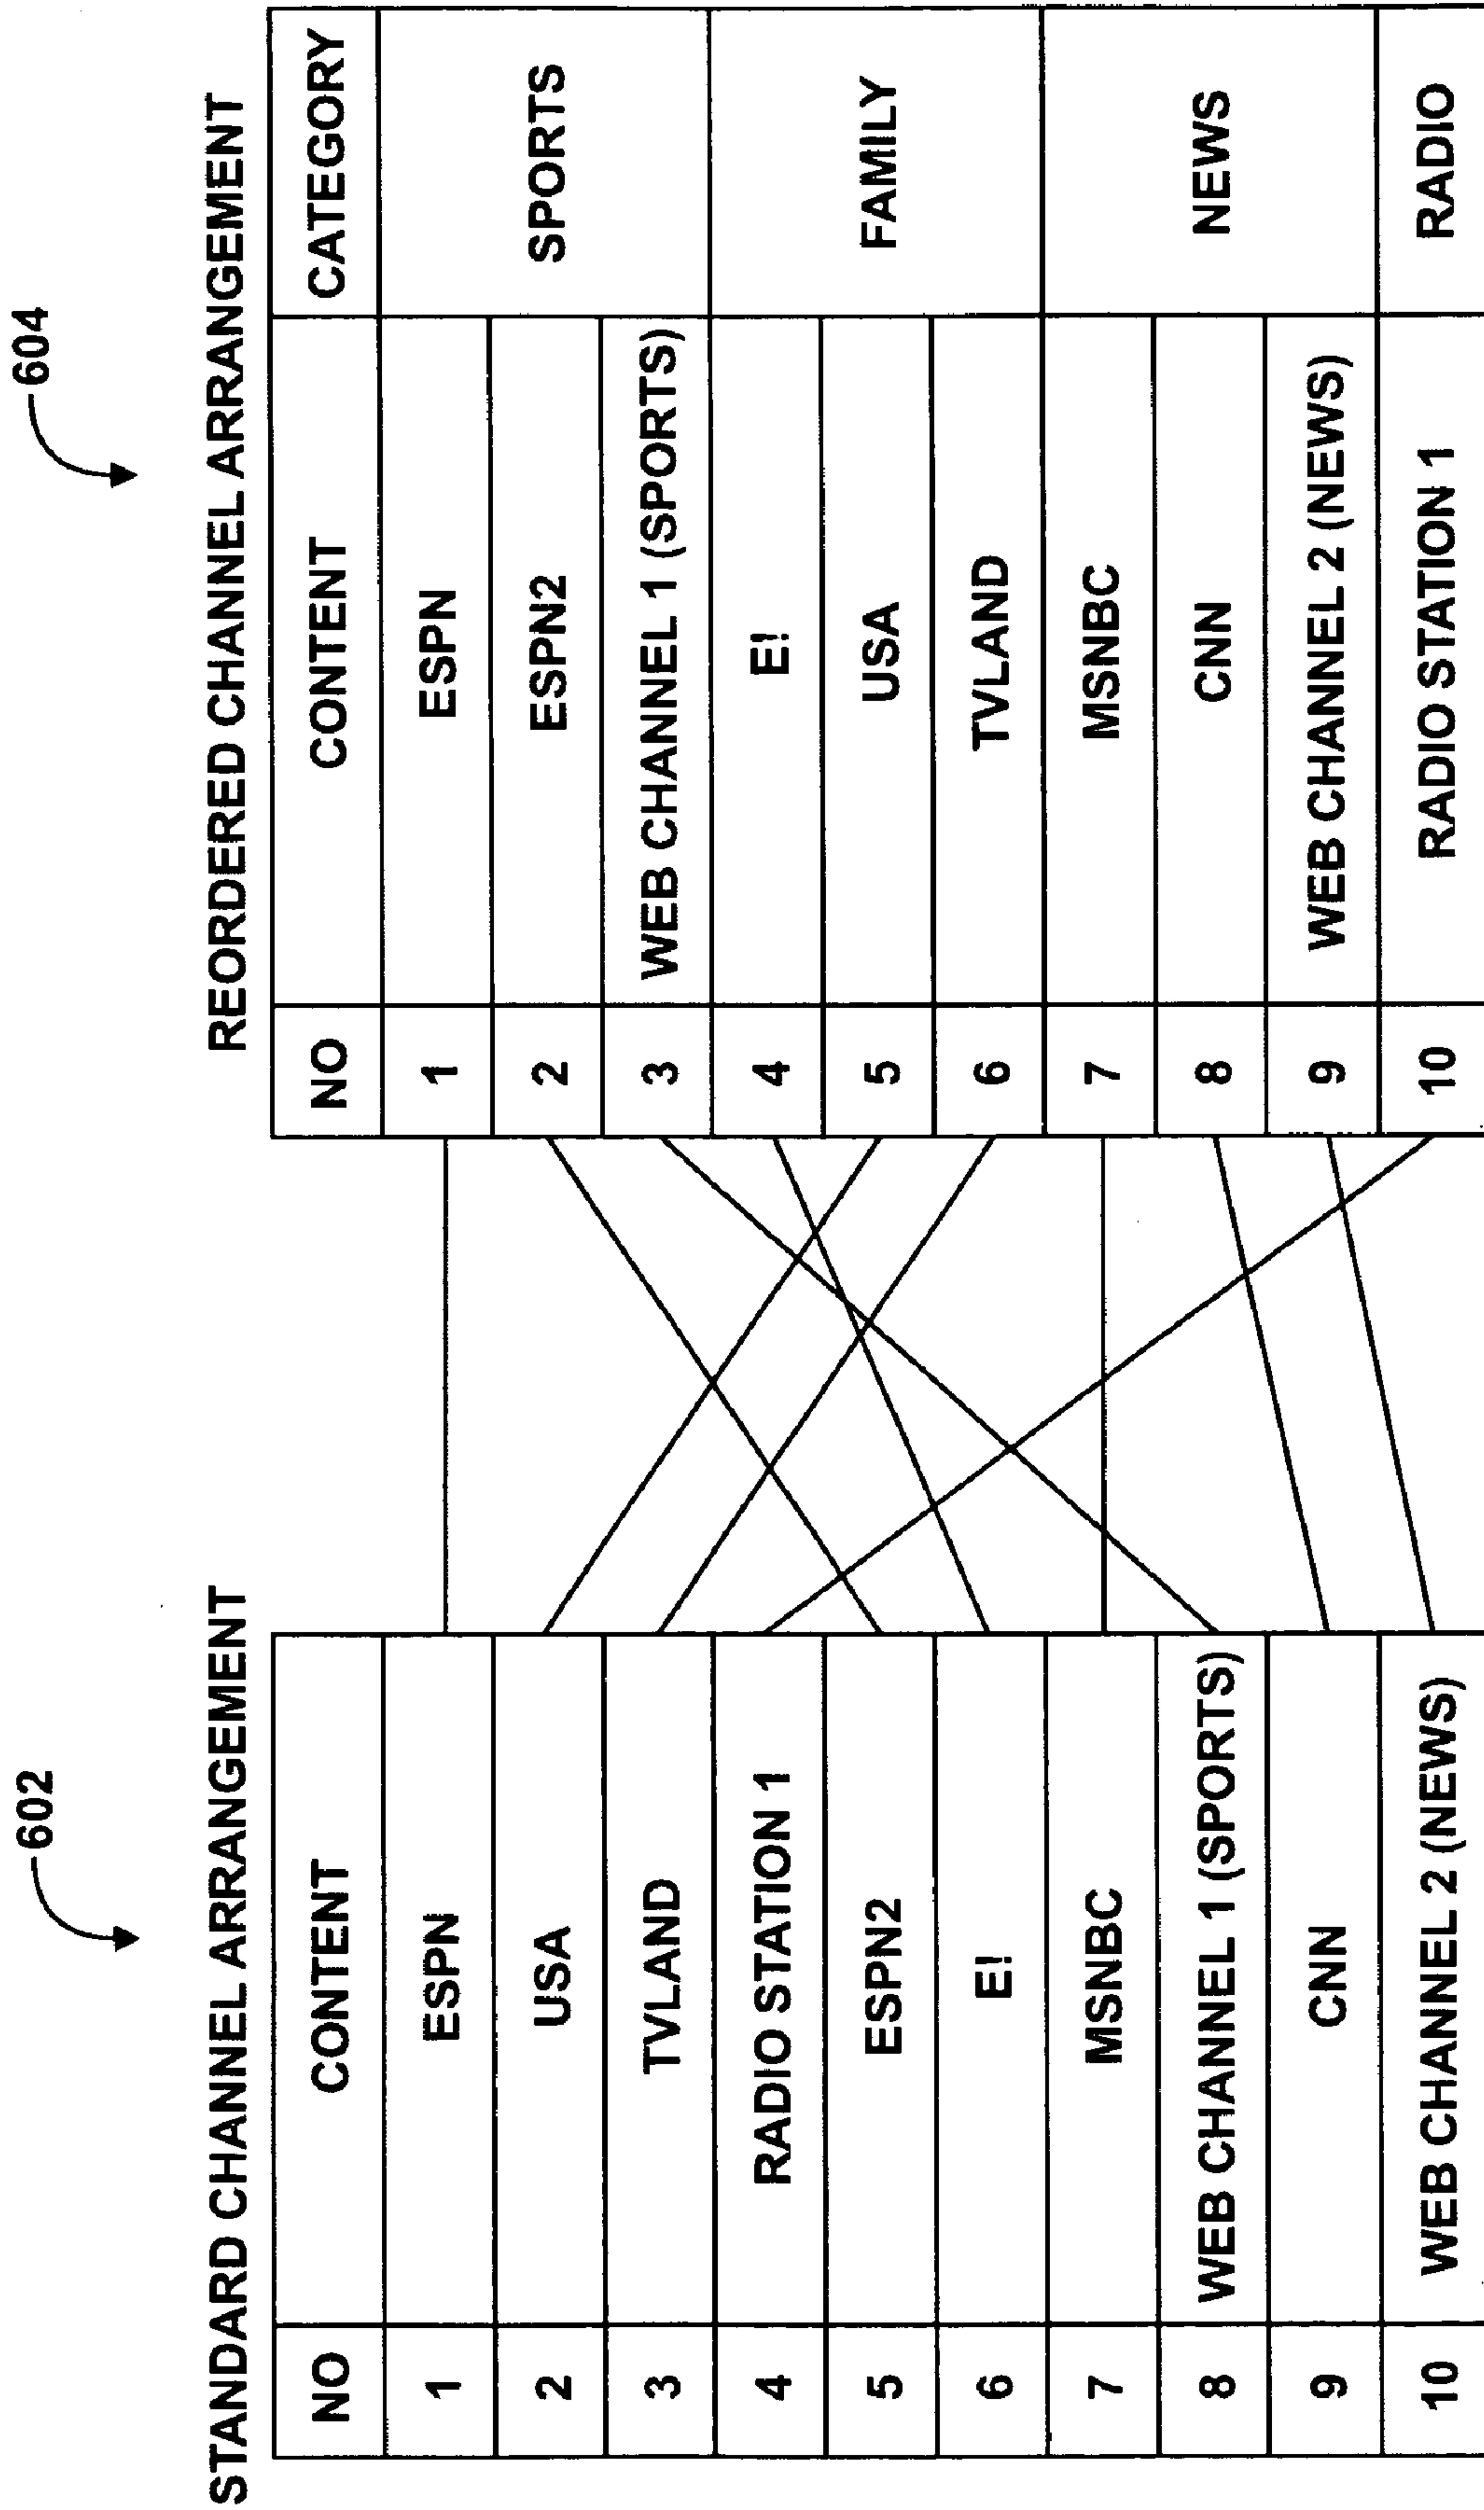 602
STANDARD CHANNEL ARRANGEMENT
NO CONTENT
1 ESPN
2 USA
3 TVLAND
4 RADIO STATION 1
5 ESPN2
6 E!
7 MSNBC
8 WEB CHANNEL 1 (SPORTS)
9 CNN
10 WEB CHANNEL 2 (NEWS)
604
REORDERED CHANNEL ARRANGEMENT
NO CONTENT CATEGORY
1 ESPN
2 ESPN2 SPORTS
3 WEB CHANNEL 1 (SPORTS)
4 E!
5 USA FAMILY
6 TVLAND
7 MSNBC
8 CNN NEWS
9 WEB CHANNEL 2 (NEWS)
10 RADIO STATION 1 RADIO